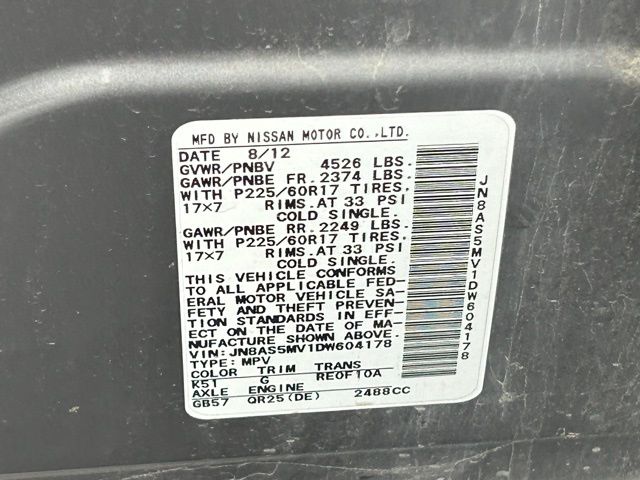 MFD BY NISSAN MOTOR CO.,LTD.
DATE 8/12
GVWR/PNBV 4526 LBS.
GAWR/PNBE FR. 2374 LBS.
WITH P225/60R17 TIRES.
17×7 RIMS. AT 33 PSI
COLD SINGLE.
GAWR/PNBE RR. 2249 LBS.
WITH P225/60R17 TIRES.
17×7 RIMS. AT 33 PSI
COLD SINGLE.
THIS VEHICLE CONFORMS
TO ALL APPLICABLE FED-
ERAL MOTOR VEHICLE SA-
FETY AND THEFT PREVEN-
TION STANDARDS IN EFF-
ECT ON THE DATE OF MA-
NUFACTURE SHOWN ABOVE.
VIN: JN8AS5MV1DW604178
TYPE: MPV
COLOR TRIM TRANS
K51 G RE0F10A
AXLE ENGINE
GB57 QR25(DE) 2488CC
JN8AS5MV1DW604178